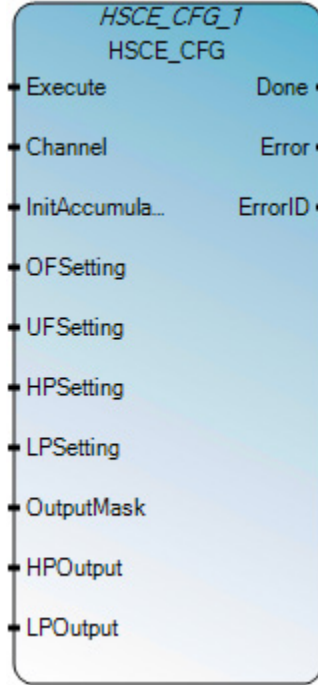 HSCE_CFG_1
HSCE_CFG
Execute Done
Channel Error
InitAccumula... ErrorID
OFSetting
UFSetting
HPSetting
LPSetting
OutputMask
HPOutput
LPOutput